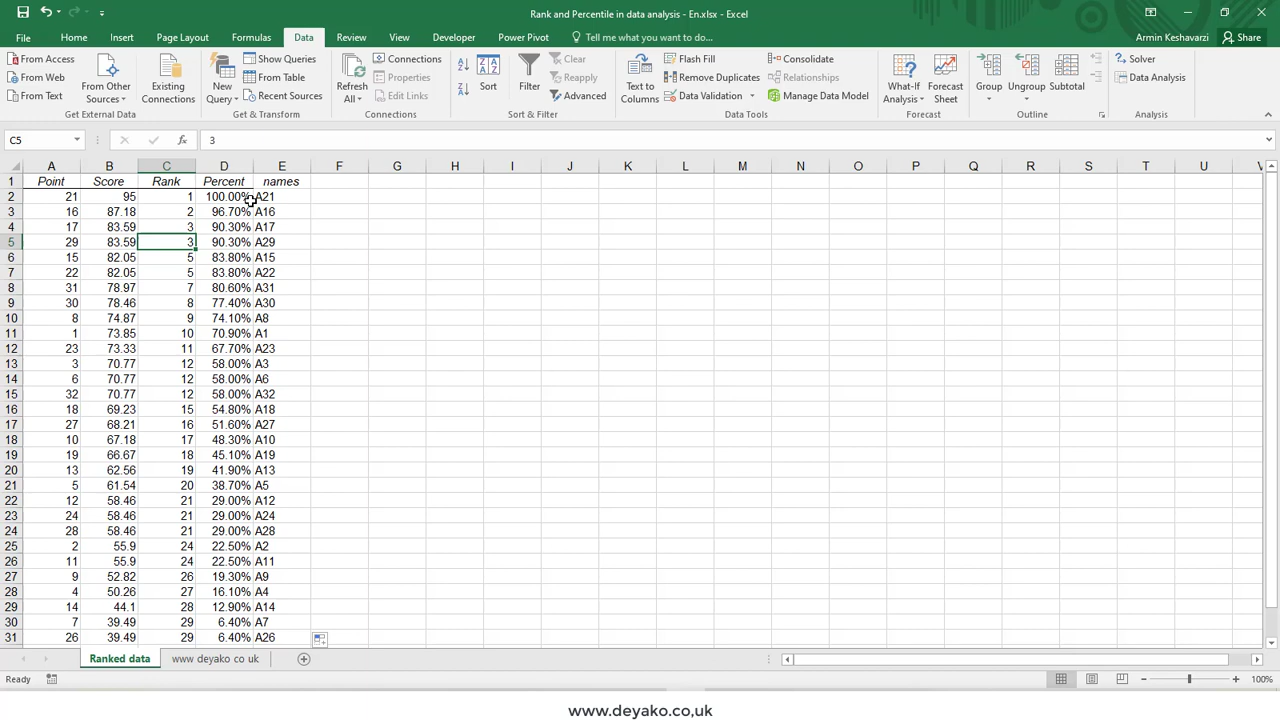 Rank and Percentile in data analysis - En.xlsx - Excel
File Home Insert Page Layout Formulas Data Review View Developer Power Pivot Tell me what you want to do... Armin Keshavarzi Share
From Access
From Web
From Text
From Other Sources
Existing Connections
Get External Data
New Query
Show Queries
From Table
Recent Sources
Get & Transform
Refresh All
Connections
Properties
Edit Links
Connections
Sort
Filter
Clear
Reapply
Advanced
Sort & Filter
Text to Columns
Flash Fill
Remove Duplicates
Data Validation
Consolidate
Relationships
Manage Data Model
Data Tools
What-If Analysis
Forecast Sheet
Forecast
Group
Ungroup
Subtotal
Outline
Solver
Data Analysis
Analysis
C5 fx 3
A B C D E F G H I J K L M N O P Q R S T U V
1 Point Score Rank Percent names
2 21 95 1 100.00% A21
3 16 87.18 2 96.70% A16
4 17 83.59 3 90.30% A17
5 29 83.59 3 90.30% A29
6 15 82.05 5 83.80% A15
7 22 82.05 5 83.80% A22
8 31 78.97 7 80.60% A31
9 30 78.46 8 77.40% A30
10 8 74.87 9 74.10% A8
11 1 73.85 10 70.90% A1
12 23 73.33 11 67.70% A23
13 3 70.77 12 58.00% A3
14 6 70.77 12 58.00% A6
15 32 70.77 12 58.00% A32
16 18 69.23 15 54.80% A18
17 27 68.21 16 51.60% A27
18 10 67.18 17 48.30% A10
19 19 66.67 18 45.10% A19
20 13 62.56 19 41.90% A13
21 5 61.54 20 38.70% A5
22 12 58.46 21 29.00% A12
23 24 58.46 21 29.00% A24
24 28 58.46 21 29.00% A28
25 2 55.9 24 22.50% A2
26 11 55.9 24 22.50% A11
27 9 52.82 26 19.30% A9
28 4 50.26 27 16.10% A4
29 14 44.1 28 12.90% A14
30 7 39.49 29 6.40% A7
31 26 39.49 29 6.40% A26
Ranked data www deyako co uk
Ready 100%
www.deyako.co,uk